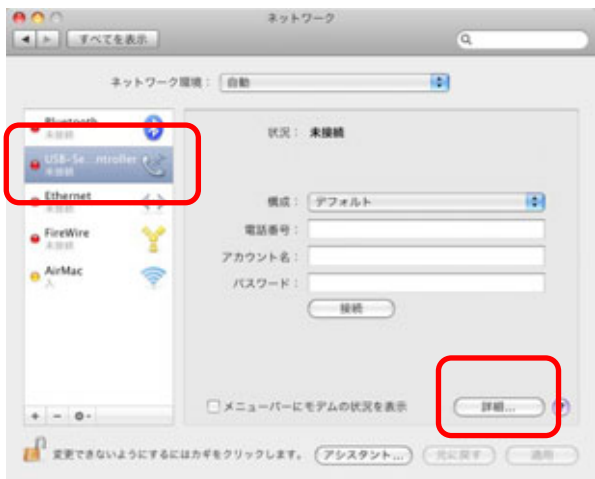 ネットワーク
すべてを表示
ネットワーク環境： 自動
Bluetooth
未接続
USB-Se...ntroller
未接続
Ethernet
未接続
FireWire
未接続
AirMac
入
状況： 未接続
構成： デフォルト
電話番号：
アカウント名：
パスワード：
接続
メニューバーにモデムの状況を表示
詳細...
?
変更できないようにするにはカギをクリックします。
アシスタント...
元に戻す
適用